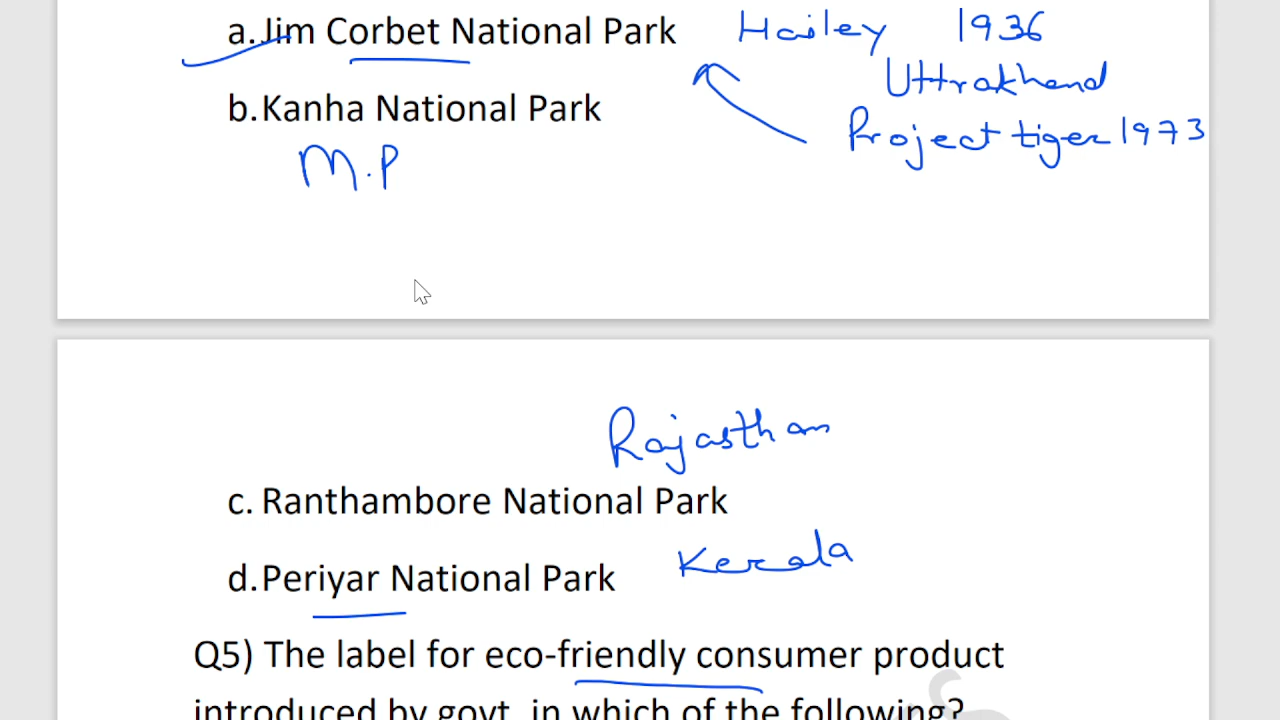 a. Jim Corbet National Park Hailey 1936
Uttrakhand
b. Kanha National Park
Project tiger 1973
M.P
Rajasthan
c. Ranthambore National Park
Kerala
d. Periyar National Park
Q5) The label for eco-friendly consumer product
introduced by govt. in which of the following?